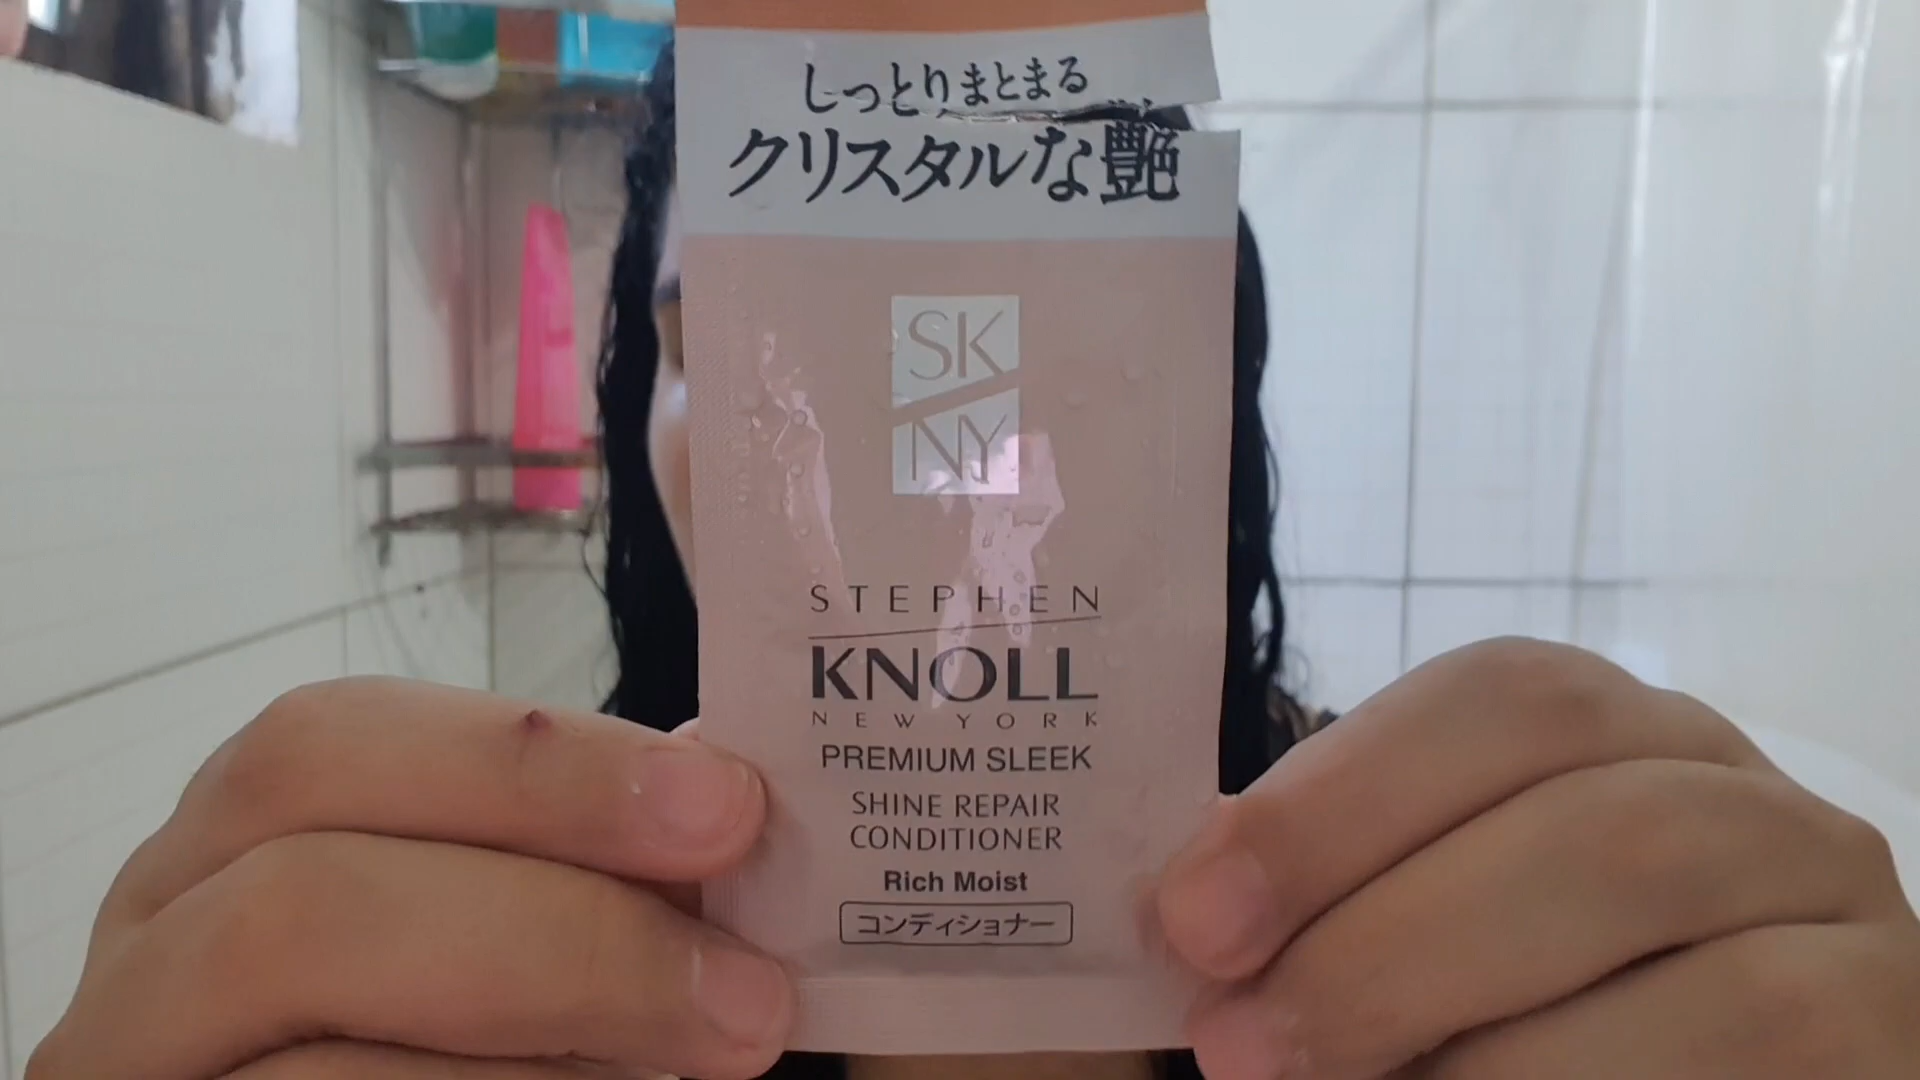 しっとりまとまる
クリスタルな艶
SK
NY
STEPHEN
KNOLL
NEW YORK
PREMIUM SLEEK
SHINE REPAIR
CONDITIONER
Rich Moist
コンディショナー